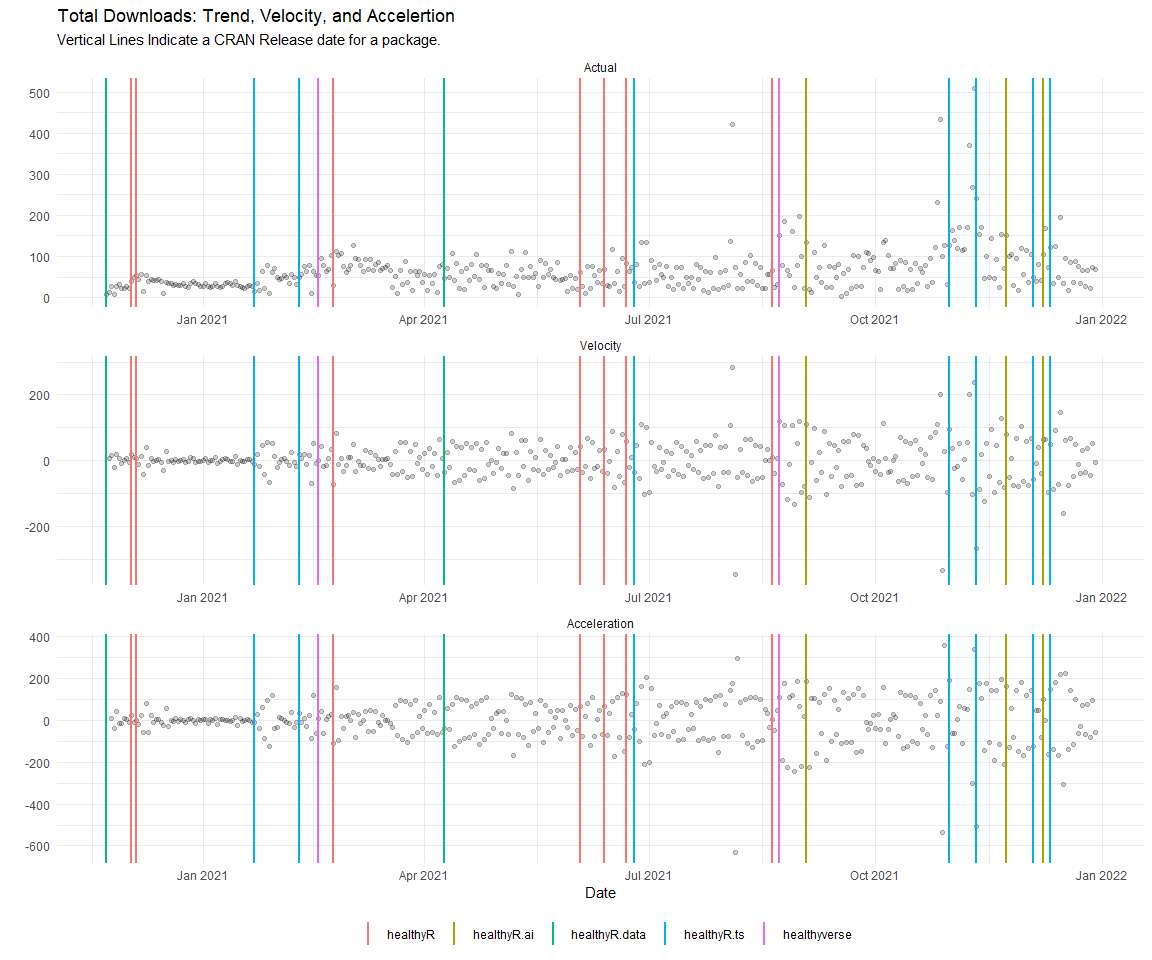 Total Downloads: Trend, Velocity, and Accelertion
Vertical Lines Indicate a CRAN Release date for a package.
Actual
500
400
300
200
100
0
Jan 2021 Apr 2021 Jul 2021 Oct 2021 Jan 2022
Velocity
200
0
-200
Jan 2021 Apr 2021 Jul 2021 Oct 2021 Jan 2022
Acceleration
400
200
0
-200
-400
-600
Jan 2021 Apr 2021 Jul 2021 Oct 2021 Jan 2022
Date
healthyR healthyR.ai healthyR.data healthyR.ts healthyverse